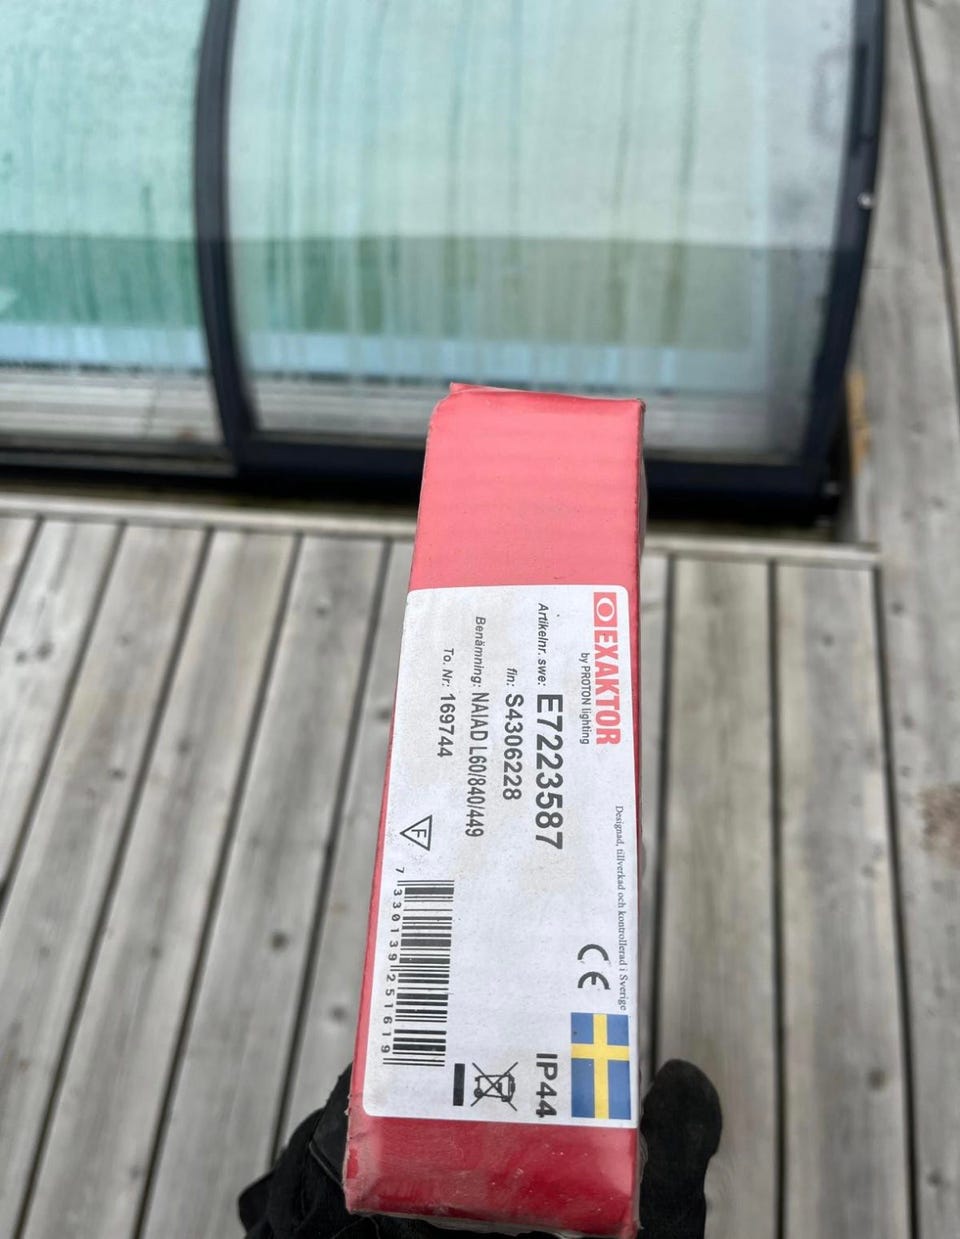 EXAKTOR
by PROTON lighting
Designad, tillverkad och kontrollerad i Sverige
Artikelnr. swe: E7223587
fin: S4306228
Benämning: NAIAD L60/840/449
To. Nr: 169744
F
CE
IP44
7 330139 251619